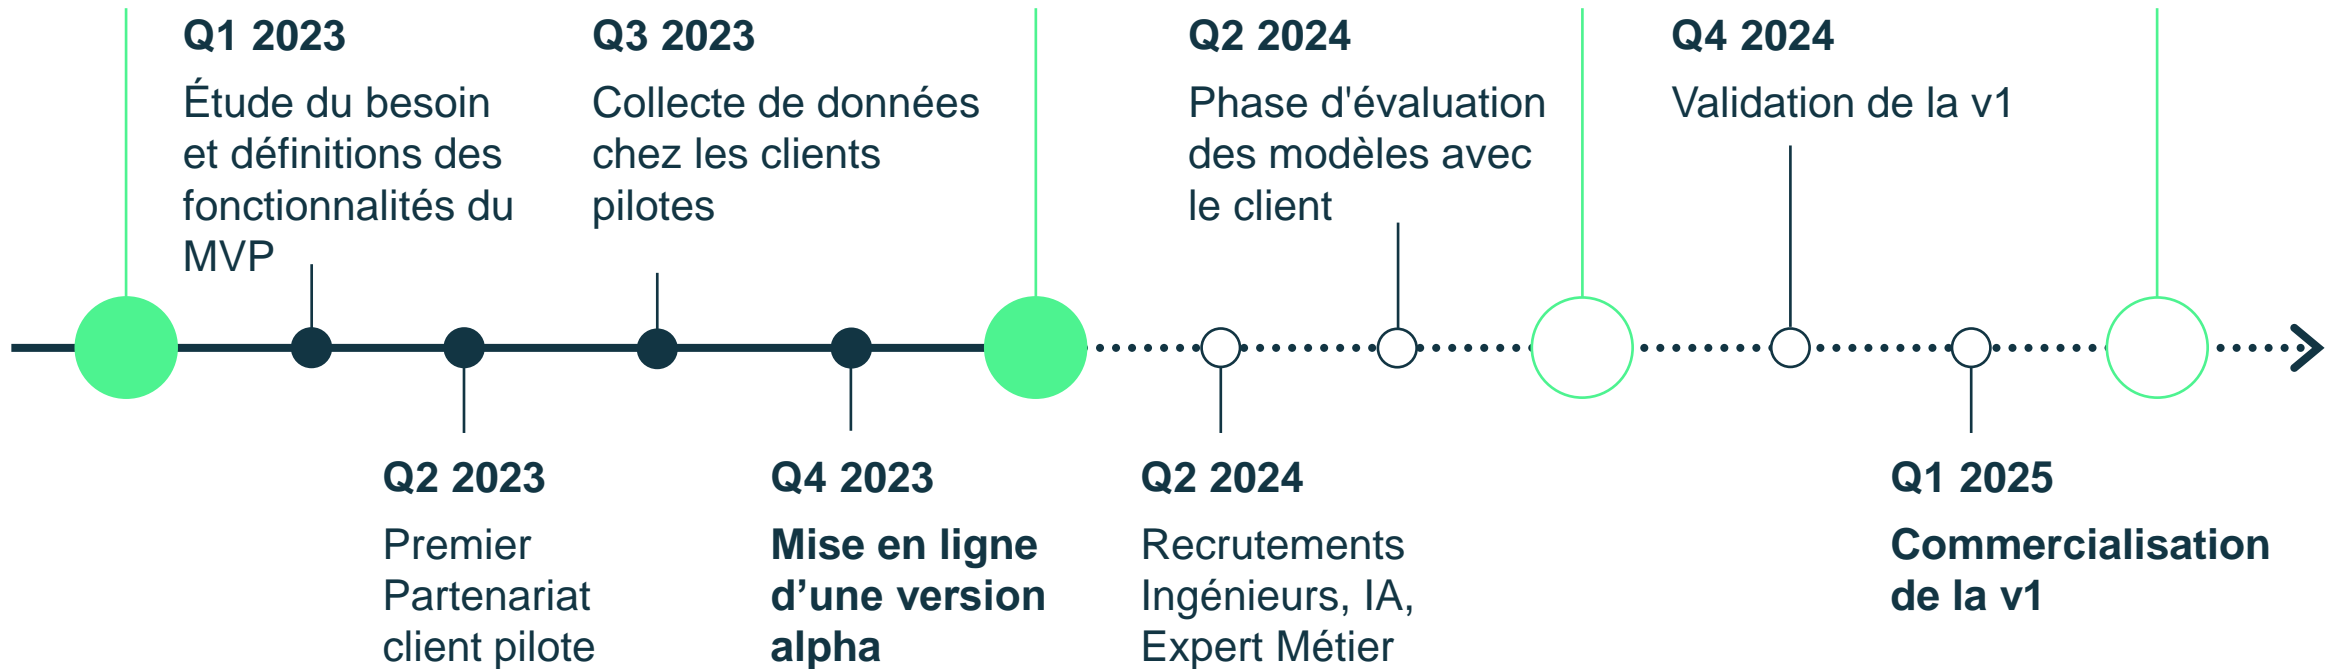 Q1 2023
Étude du besoin
et définitions des
fonctionnalités du
MVP
Q3 2023
Collecte de données
chez les clients
pilotes
Q2 2024
Phase d'évaluation
des modèles avec
le client
Q4 2024
Validation de la v1
Q2 2023
Premier
Partenariat
client pilote
Q4 2023
Mise en ligne
d’une version
alpha
Q2 2024
Recrutements
Ingénieurs, IA,
Expert Métier
Q1 2025
Commercialisation
de la v1